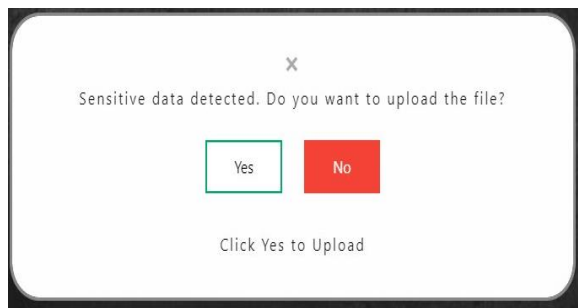 ×
Sensitive data detected. Do you want to upload the file?
Yes No
Click Yes to Upload